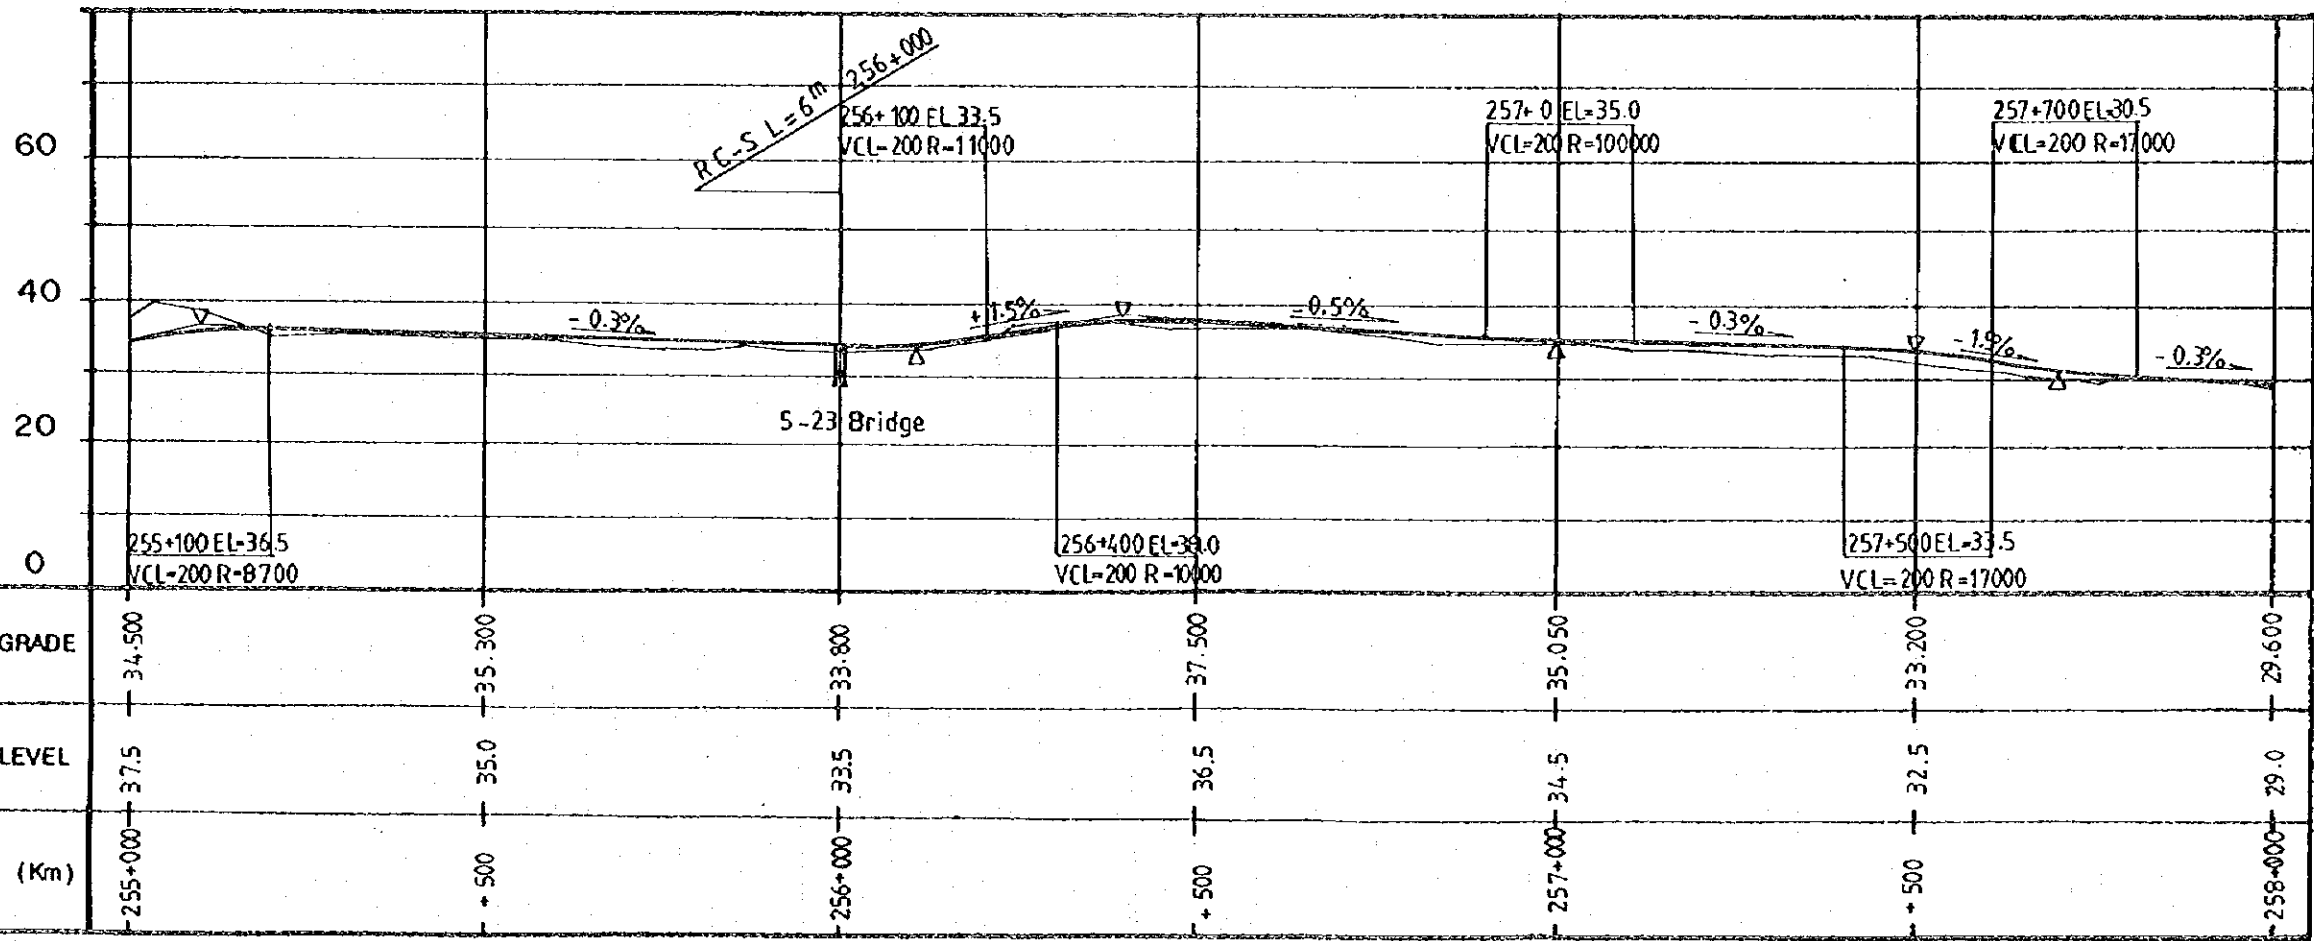 RC-S L=6m 256+000
256+100 EL 33.5
VCL=200 R=11000
257+0 EL=35.0
VCL=200 R=100000
257+700 EL=30.5
VCL=200 R=17000
60
40
20
0
-0.3%
+1.5%
-0.5%
-0.3%
-1.9%
-0.3%
S-23 Bridge
255+100 EL=36.5
VCL=200 R=8700
256+400 EL=38.0
VCL=200 R=10000
257+500 EL=33.5
VCL=200 R=17000
GRADE 34.500 35.300 33.800 37.500 35.050 33.200 29.600
LEVEL 37.5 35.0 33.5 36.5 34.5 32.5 29.0
(Km) 255+000 +500 256+000 +500 257+000 +500 258+000